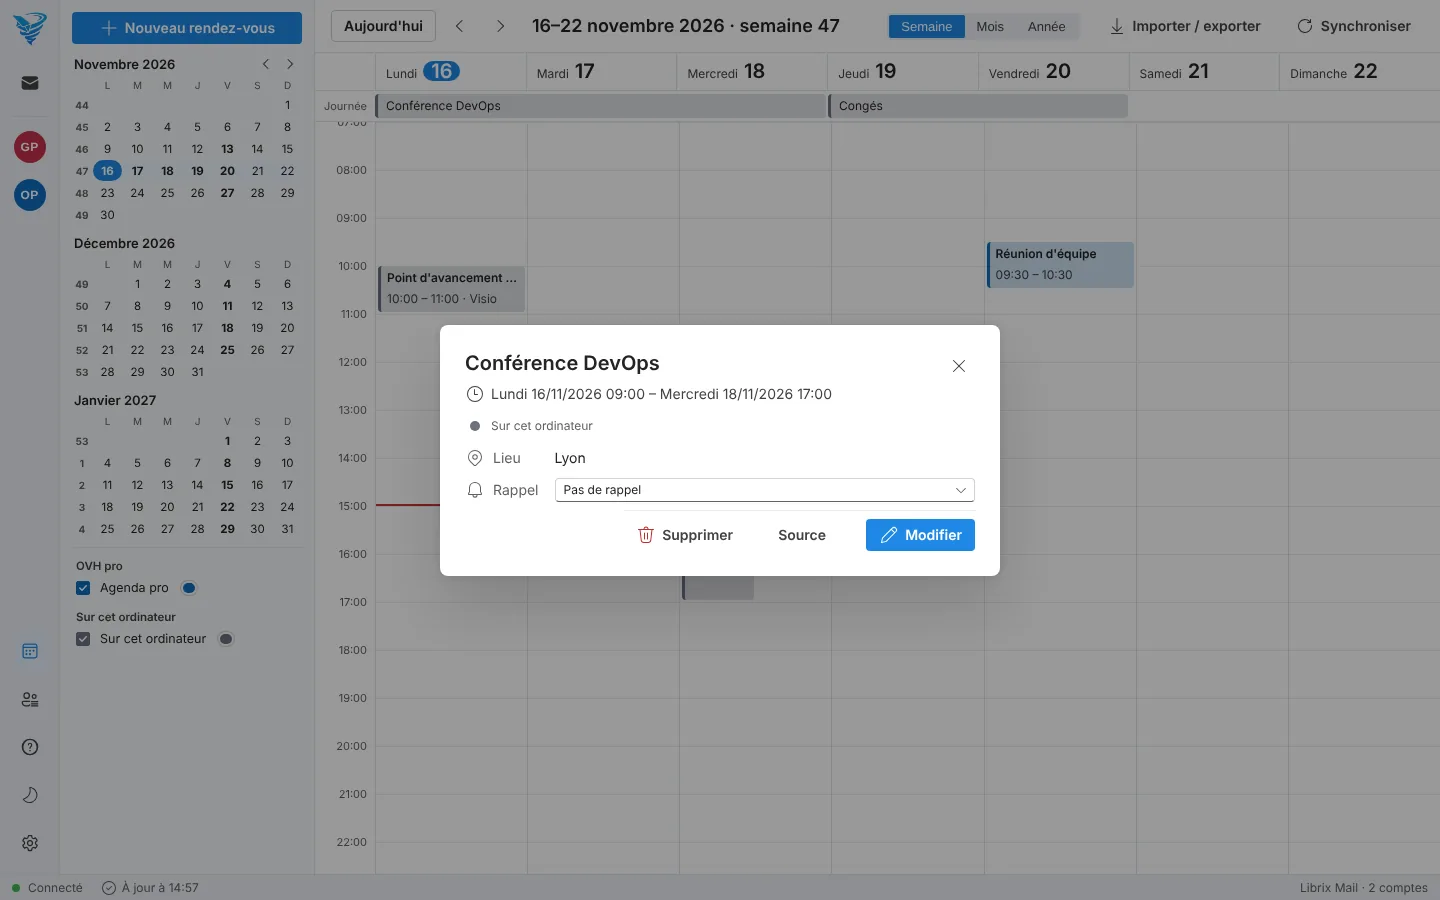 Nouveau rendez-vous
Aujourd'hui
16–22 novembre 2026 · semaine 47
Semaine Mois Année
Importer / exporter
Synchroniser
GP
OP
Novembre 2026
L M M J V S D
44 1
45 2 3 4 5 6 7 8
46 9 10 11 12 13 14 15
47 16 17 18 19 20 21 22
48 23 24 25 26 27 28 29
49 30
Décembre 2026
L M M J V S D
49 1 2 3 4 5 6
50 7 8 9 10 11 12 13
51 14 15 16 17 18 19 20
52 21 22 23 24 25 26 27
53 28 29 30 31
Janvier 2027
L M M J V S D
53 1 2 3
1 4 5 6 7 8 9 10
2 11 12 13 14 15 16 17
3 18 19 20 21 22 23 24
4 25 26 27 28 29 30 31
OVH pro
Agenda pro
Sur cet ordinateur
Sur cet ordinateur
Lundi 16 Mardi 17 Mercredi 18 Jeudi 19 Vendredi 20 Samedi 21 Dimanche 22
Journée Conférence DevOps Congés
07:00
08:00
09:00
Réunion d'équipe
09:30 – 10:30
10:00
Point d'avancement ...
10:00 – 11:00 · Visio
11:00
12:00
13:00
14:00
15:00
16:00
17:00
18:00
19:00
20:00
21:00
22:00
Conférence DevOps
Lundi 16/11/2026 09:00 – Mercredi 18/11/2026 17:00
Sur cet ordinateur
Lieu Lyon
Rappel Pas de rappel
Supprimer Source Modifier
Connecté À jour à 14:57
Librix Mail · 2 comptes